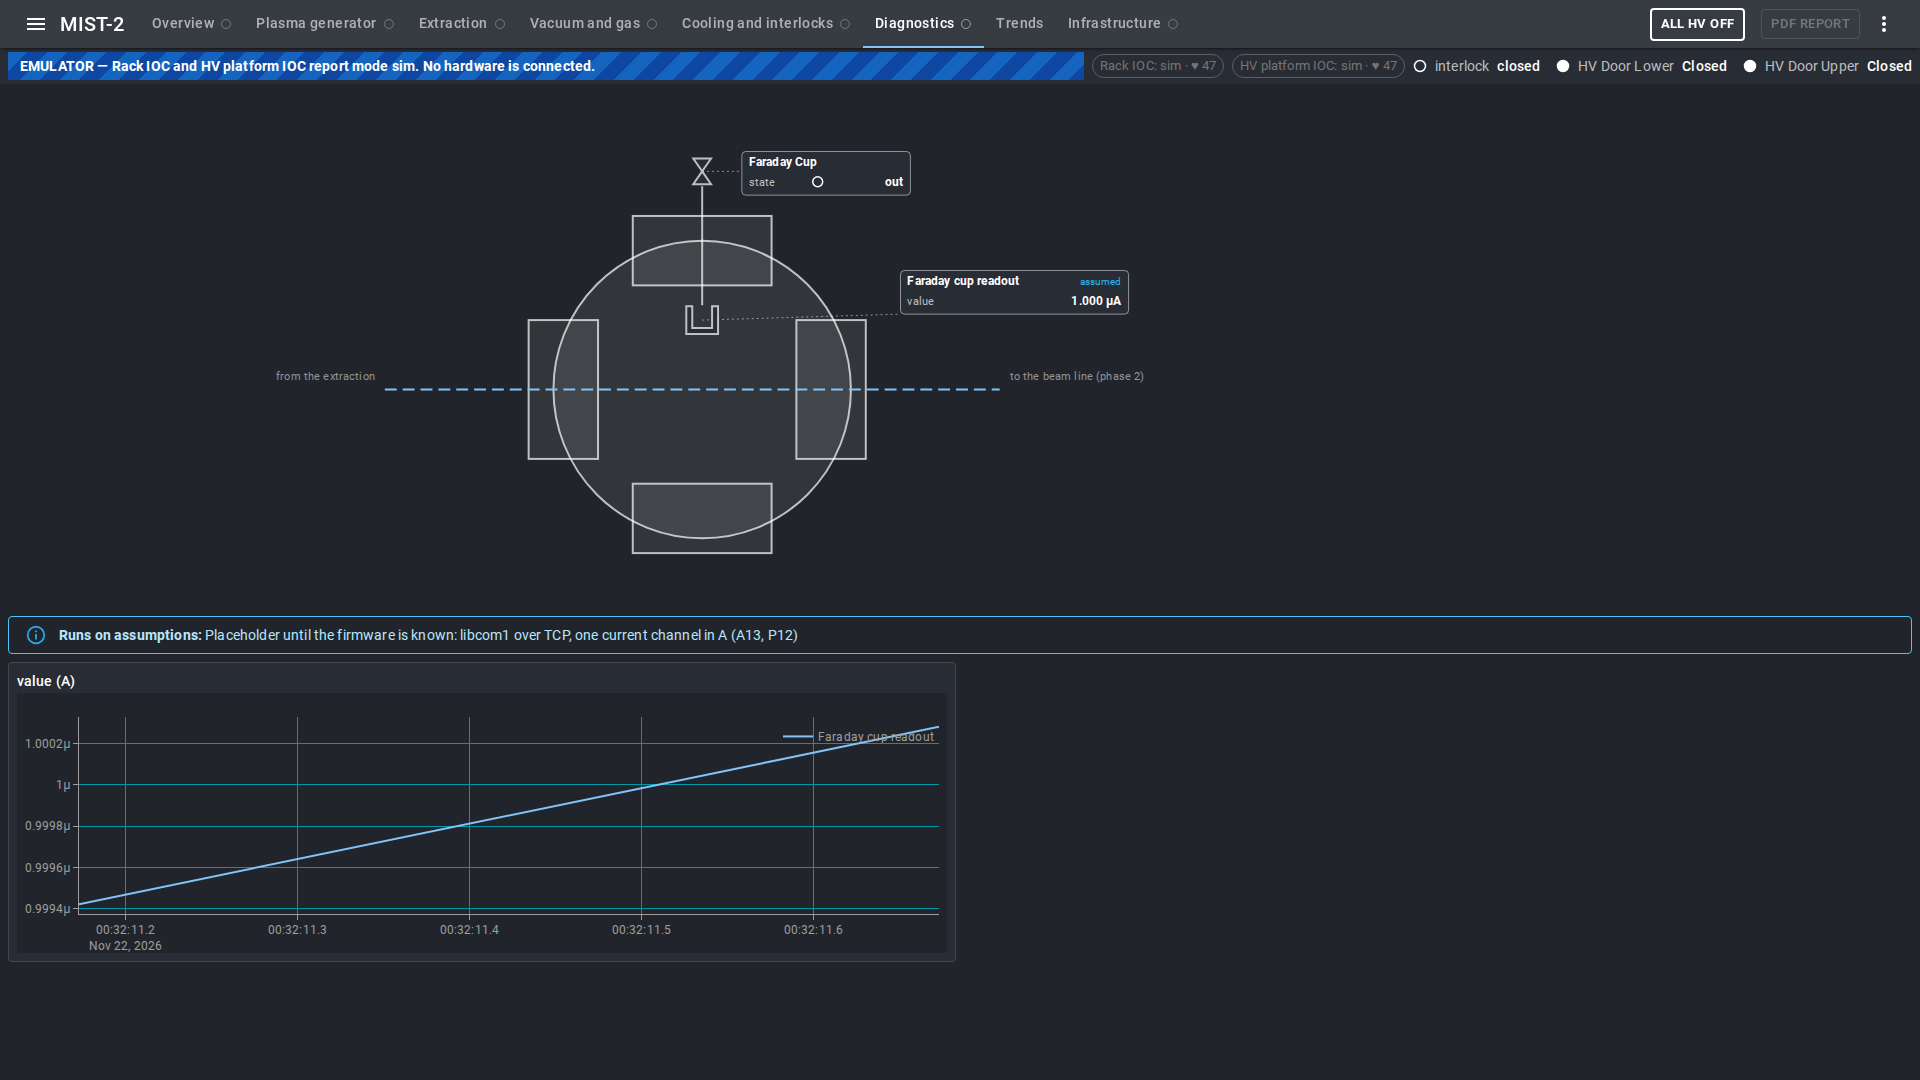 MIST-2
Overview
Plasma generator
Extraction
Vacuum and gas
Cooling and interlocks
Diagnostics
Trends
Infrastructure
ALL HV OFF
PDF REPORT
EMULATOR — Rack IOC and HV platform IOC report mode sim. No hardware is connected.
Rack IOC: sim · ♥ 47
HV platform IOC: sim · ♥ 47
interlock closed
HV Door Lower Closed
HV Door Upper Closed
Faraday Cup
state out
Faraday cup readout assumed
value 1.000 µA
from the extraction
to the beam line (phase 2)
Runs on assumptions: Placeholder until the firmware is known: libcom1 over TCP, one current channel in A (A13, P12)
value (A)
Faraday cup readout
1.0002µ
1µ
0.9998µ
0.9996µ
0.9994µ
00:32:11.2
00:32:11.3
00:32:11.4
00:32:11.5
00:32:11.6
Nov 22, 2026